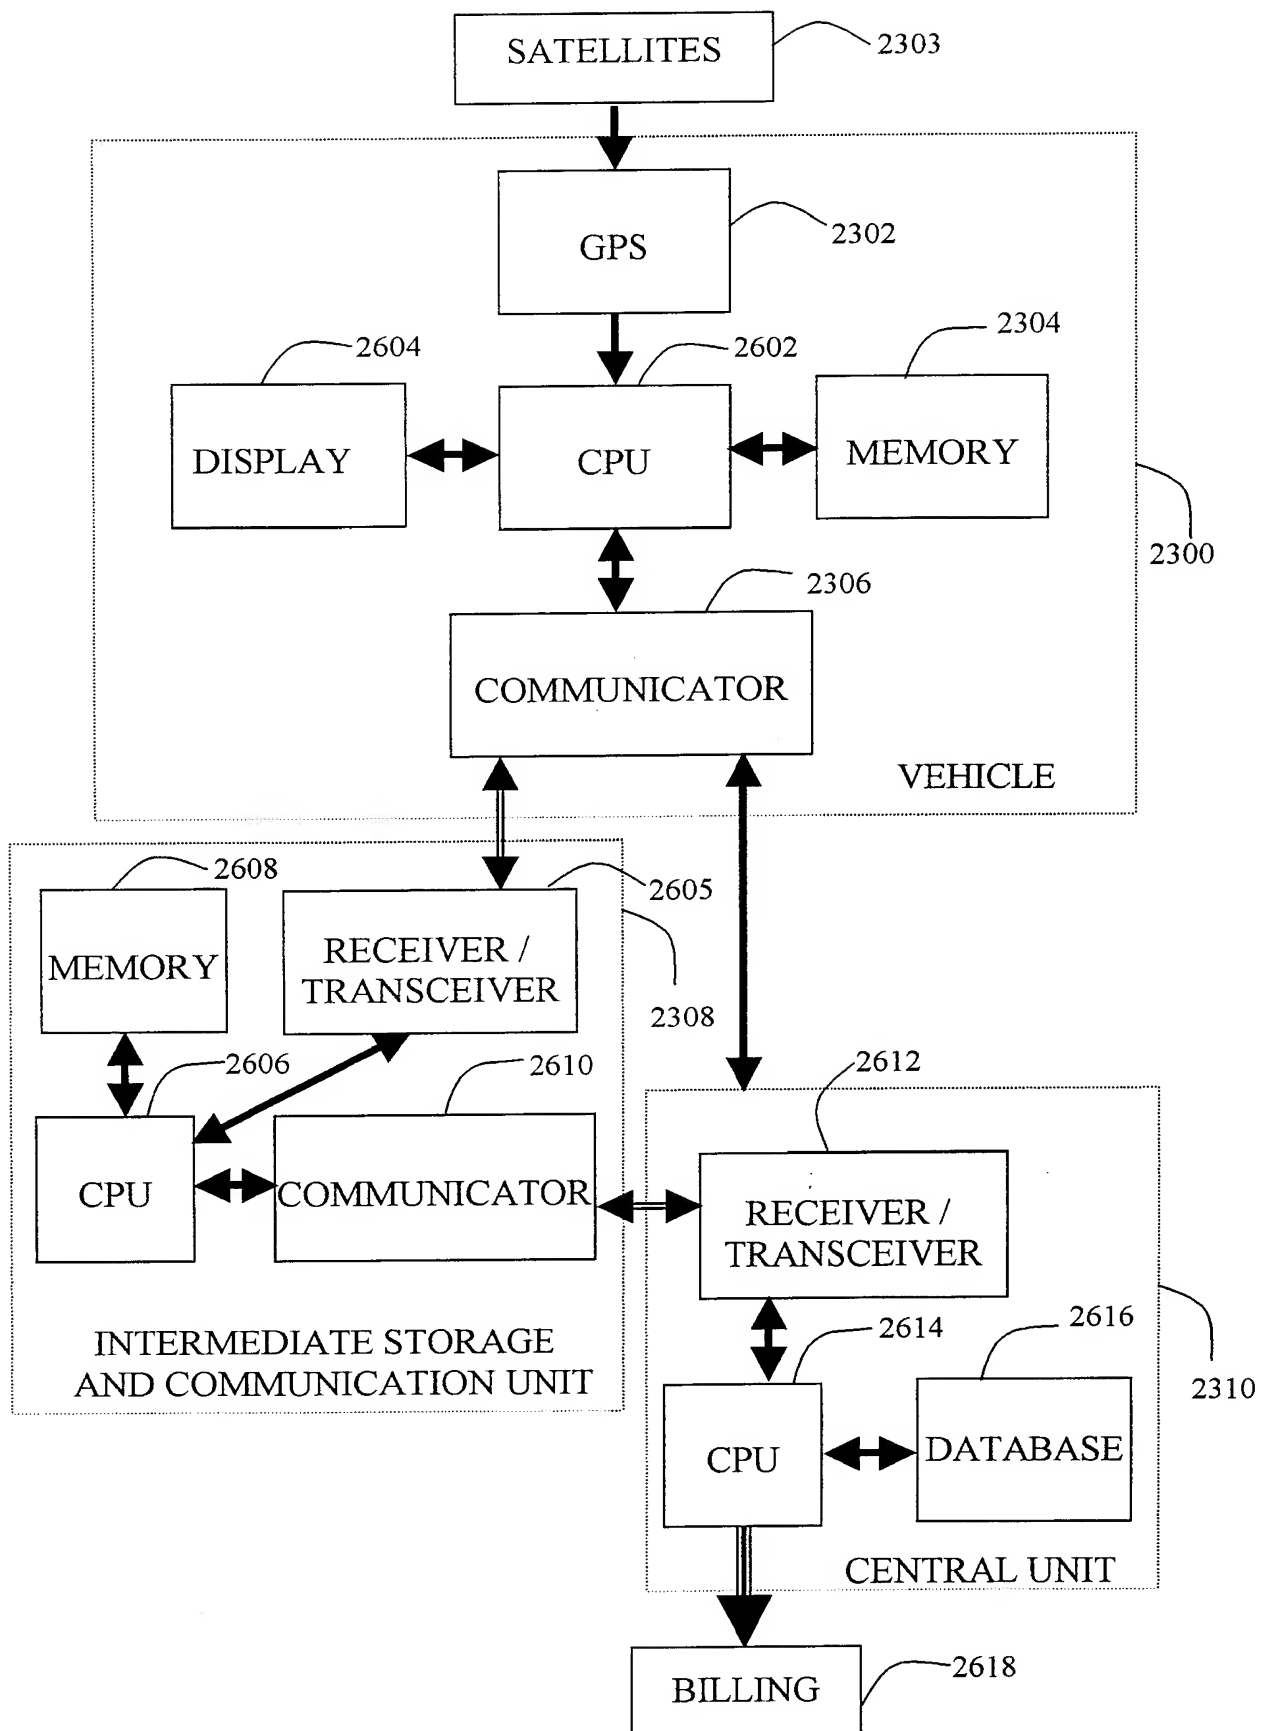 SATELLITES
2303
GPS
2302
2604
2602
2304
DISPLAY
CPU
MEMORY
2300
2306
COMMUNICATOR
VEHICLE
2608
2605
MEMORY
RECEIVER /
TRANSCEIVER
2308
2606
2610
2612
CPU
COMMUNICATOR
RECEIVER /
TRANSCEIVER
INTERMEDIATE STORAGE
AND COMMUNICATION UNIT
2614
2616
2310
CPU
DATABASE
CENTRAL UNIT
BILLING
2618